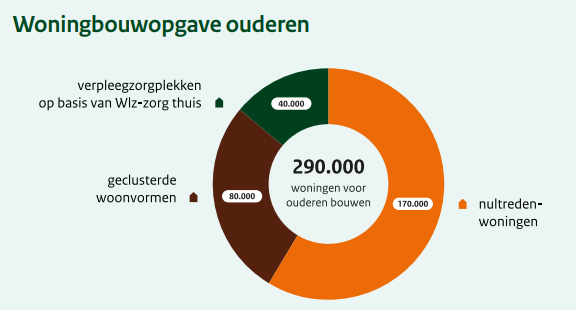 Woningbouwopgave ouderen
verpleegzorgplekken
op basis van Wlz-zorg thuis
40.000
geclusterde
woonvormen
80.000
290.000
woningen voor
ouderen bouwen
170.000
nultreden-
woningen